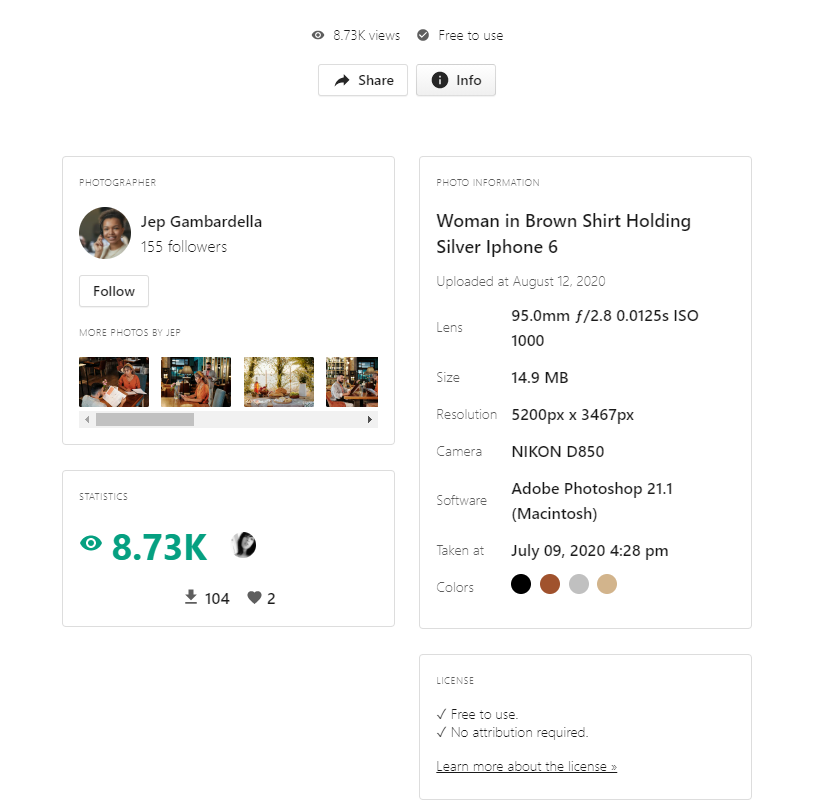 8.73K views Free to use
Share Info
PHOTOGRAPHER
Jep Gambardella
155 followers
Follow
MORE PHOTOS BY JEP
STATISTICS
8.73K
104 2
PHOTO INFORMATION
Woman in Brown Shirt Holding
Silver Iphone 6
Uploaded at August 12, 2020
Lens 95.0mm ƒ/2.8 0.0125s ISO
1000
Size 14.9 MB
Resolution 5200px x 3467px
Camera NIKON D850
Software Adobe Photoshop 21.1
(Macintosh)
Taken at July 09, 2020 4:28 pm
Colors
LICENSE
✓ Free to use.
✓ No attribution required.
Learn more about the license »